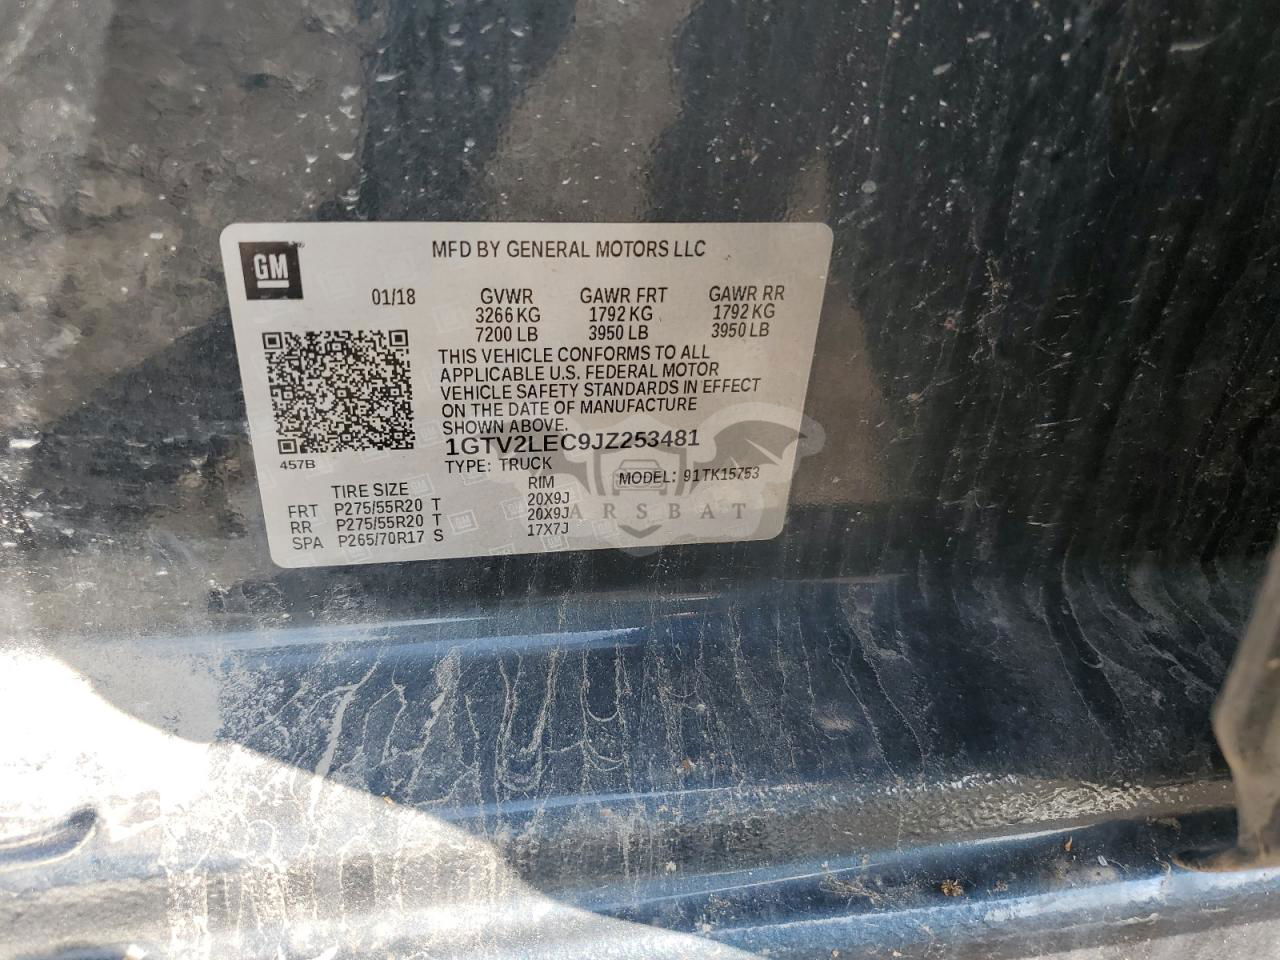 MFD BY GENERAL MOTORS LLC
GM
01/18 GVWR GAWR FRT GAWR RR
3266 KG 1792 KG 1792 KG
7200 LB 3950 LB 3950 LB
THIS VEHICLE CONFORMS TO ALL
APPLICABLE U.S. FEDERAL MOTOR
VEHICLE SAFETY STANDARDS IN EFFECT
ON THE DATE OF MANUFACTURE
SHOWN ABOVE.
1GTV2LEC9JZ253481
457B
TYPE: TRUCK MODEL: 91TK15753
TIRE SIZE RIM
FRT P275/55R20 T 20X9J
RR P275/55R20 T 20X9J
SPA P265/70R17 S 17X7J
CARSBAT